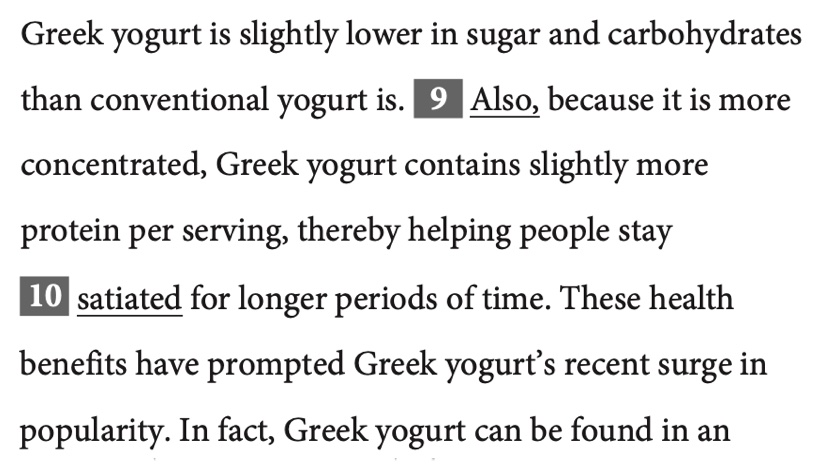 Greek yogurt is slightly lower in sugar and carbohydrates
than conventional yogurt is. 9 Also, because it is more
concentrated, Greek yogurt contains slightly more
protein per serving, thereby helping people stay
10 satiated for longer periods of time. These health
benefits have prompted Greek yogurt’s recent surge in
popularity. In fact, Greek yogurt can be found in an